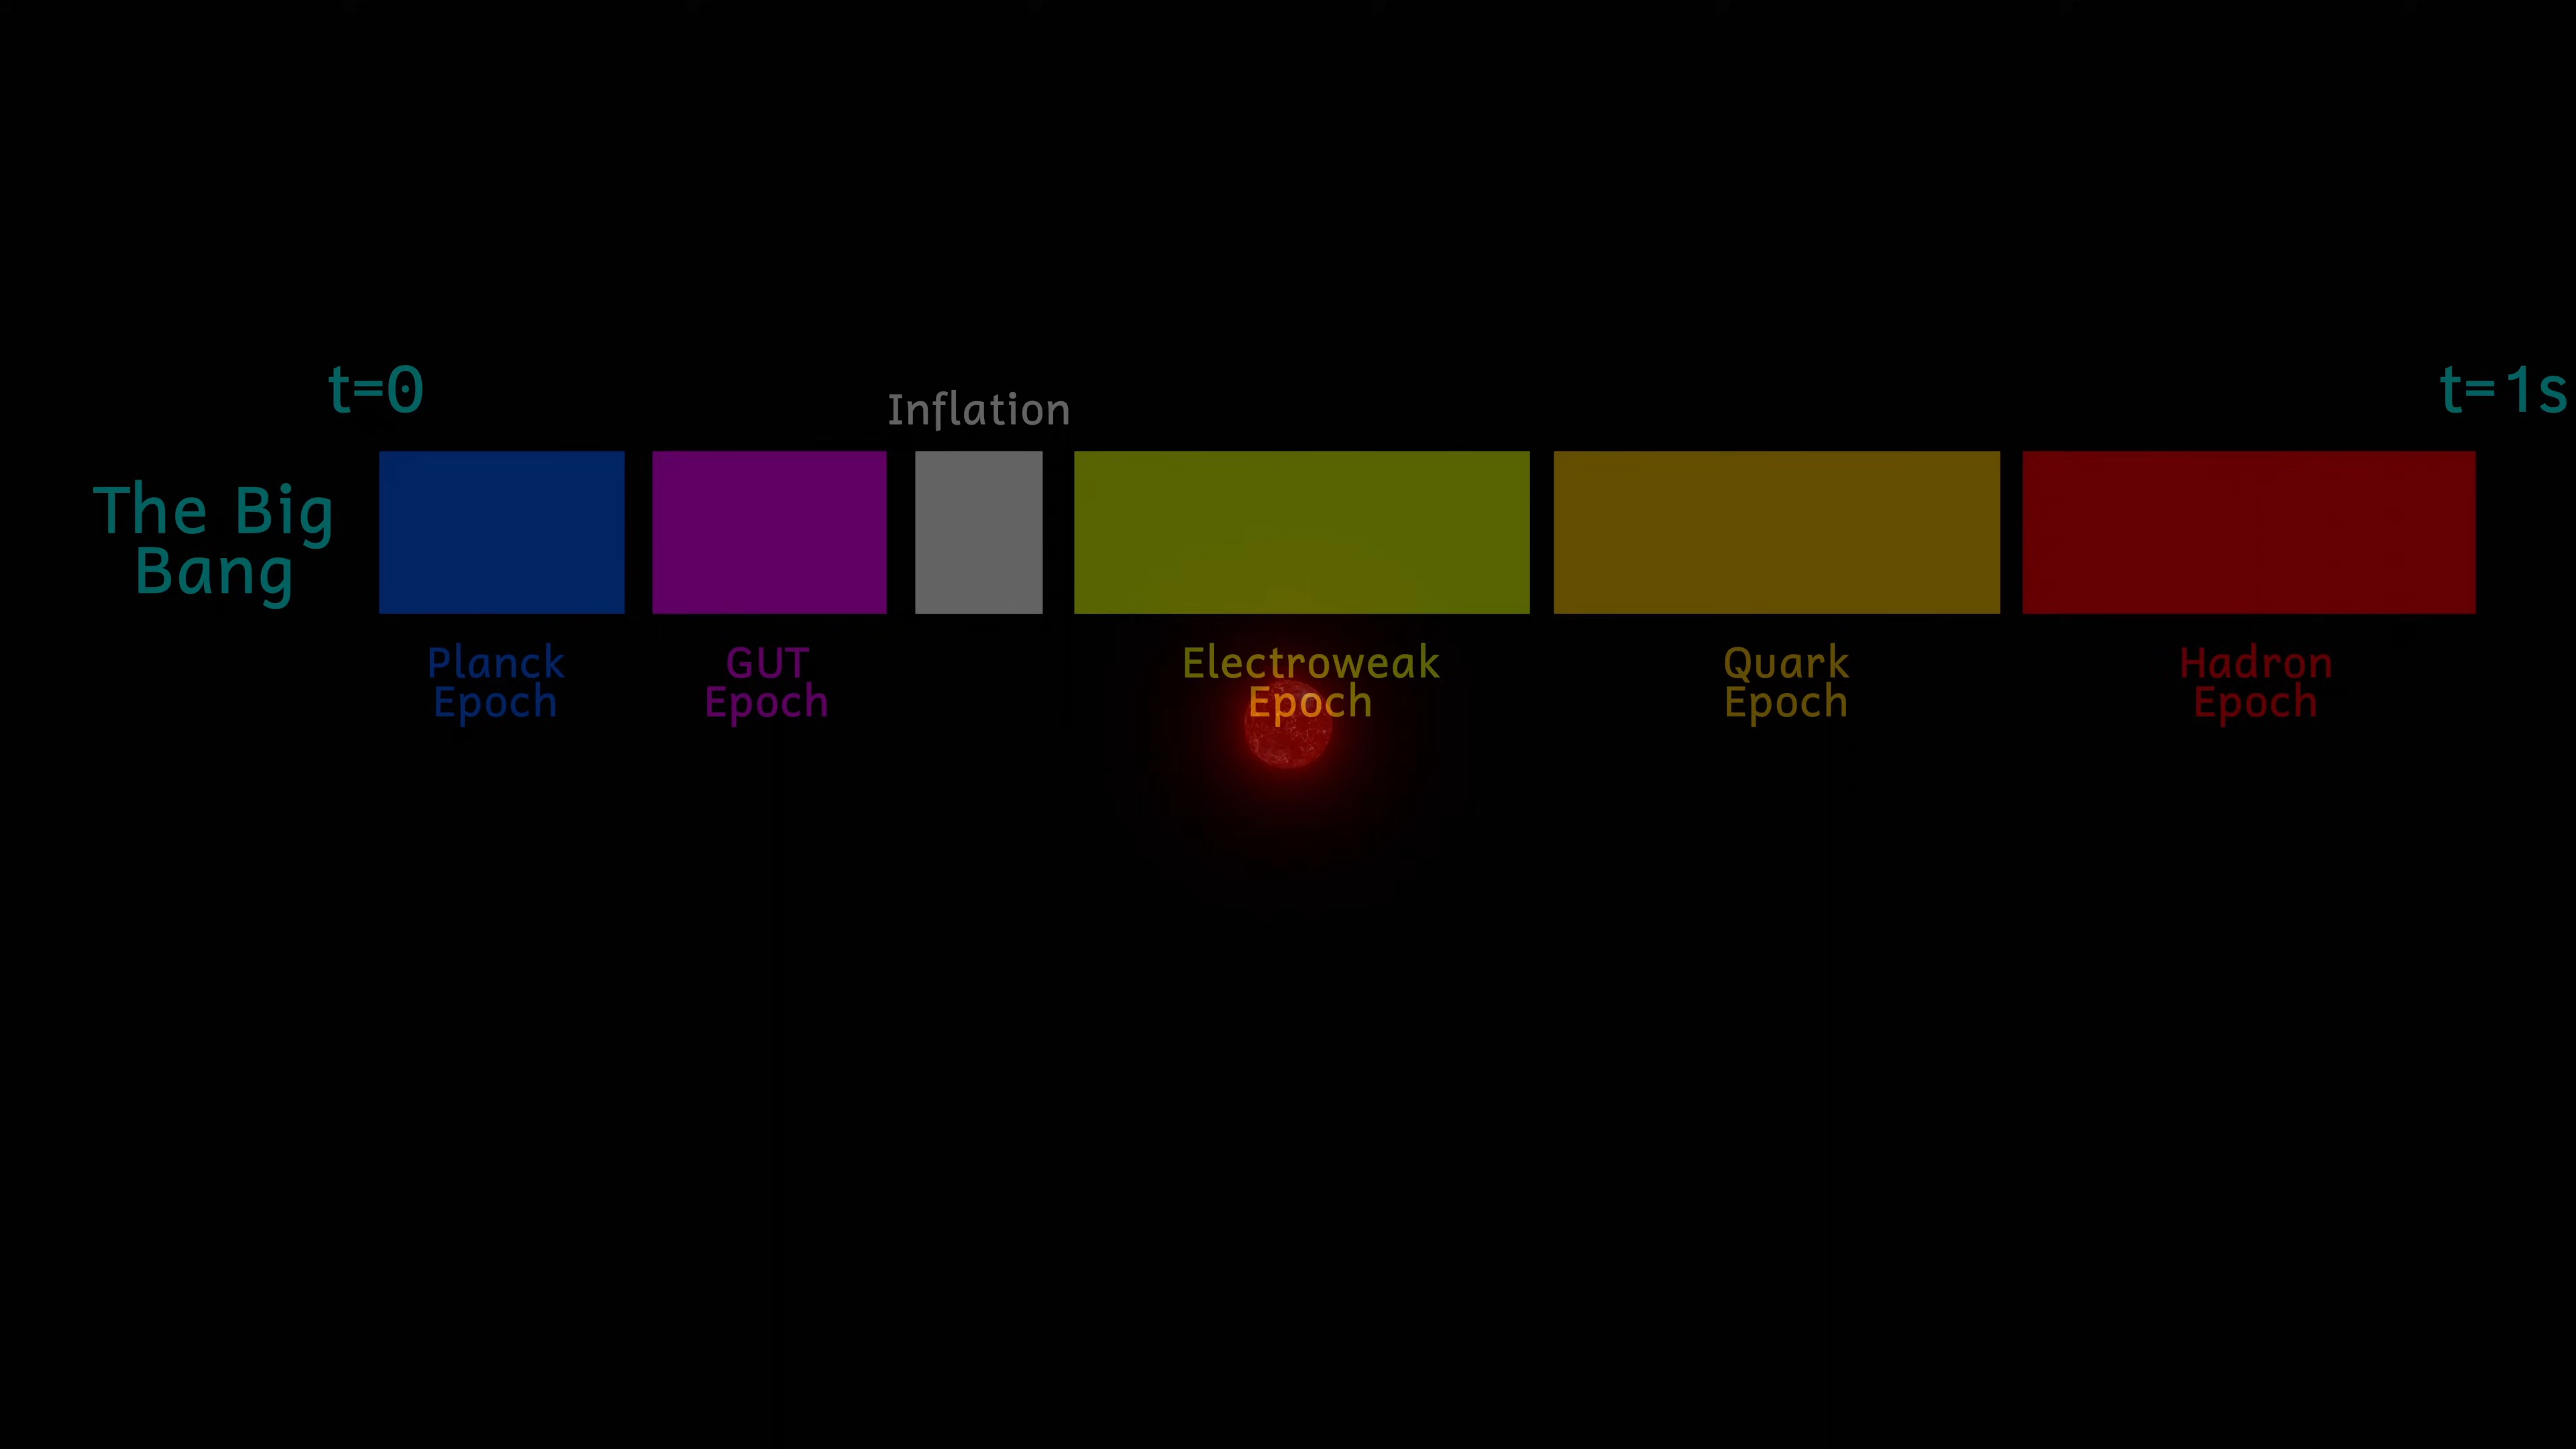 t=0
t=1s
Inflation
The Big
Bang
Planck
Epoch
GUT
Epoch
Electroweak
Epoch
Quark
Epoch
Hadron
Epoch